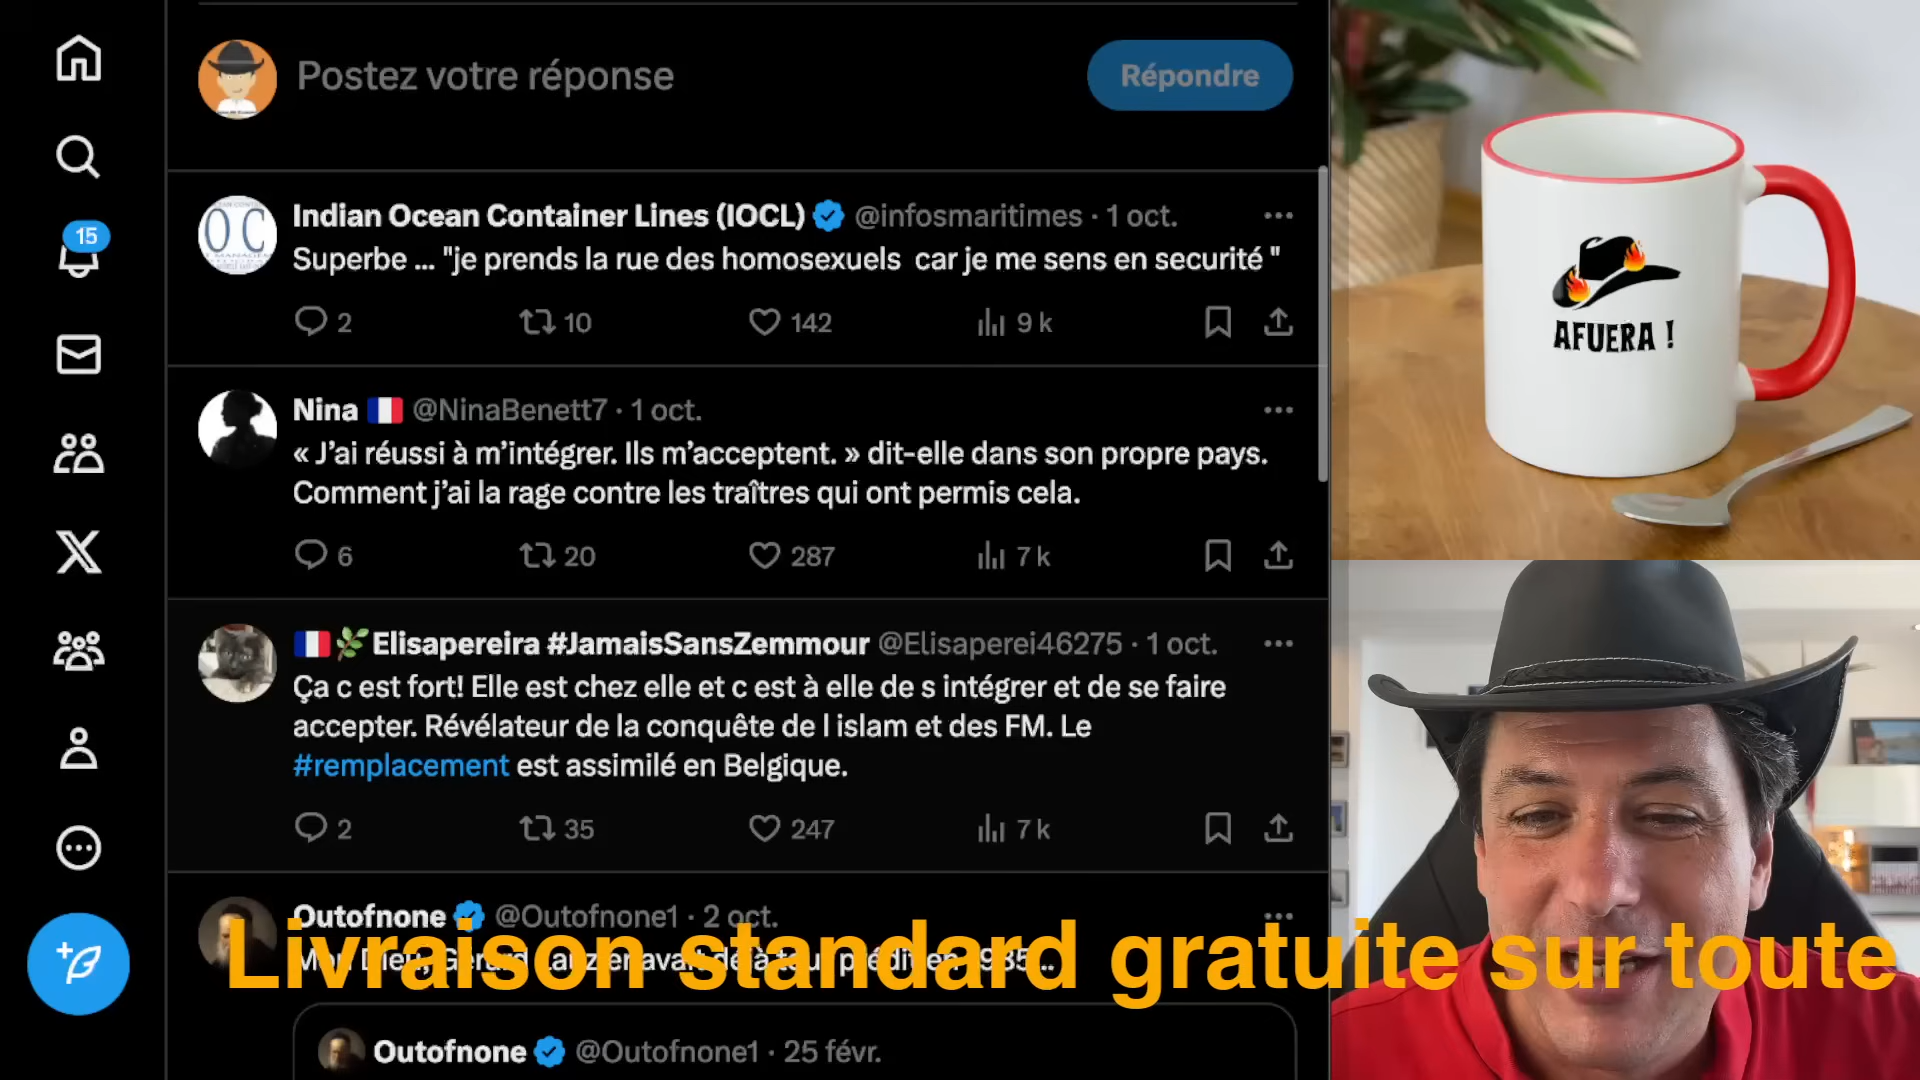 Postez votre réponse
Répondre
15
Indian Ocean Container Lines (IOCL) @infosmaritimes · 1 oct.
Superbe ... "je prends la rue des homosexuels car je me sens en securité "
2 10 142 9 k
Nina @NinaBenett7 · 1 oct.
« J'ai réussi à m'intégrer. Ils m'acceptent. » dit-elle dans son propre pays.
Comment j'ai la rage contre les traîtres qui ont permis cela.
6 20 287 7 k
Elisapereira #JamaisSansZemmour @Elisaperei46275 · 1 oct.
Ça c est fort! Elle est chez elle et c est à elle de s intégrer et de se faire
accepter. Révélateur de la conquête de l islam et des FM. Le
#remplacement est assimilé en Belgique.
2 35 247 7 k
Outofnone @Outofnone1 · 2 oct.
Livraison standard gratuite sur toute
Outofnone @Outofnone1 · 25 févr.
AFUERA !
O C